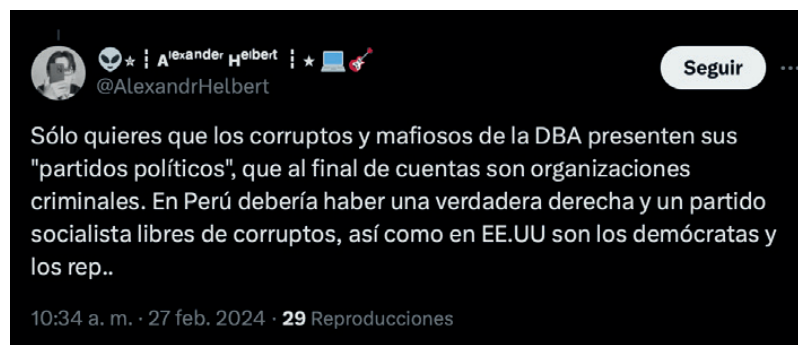 👽⭑┆Aˡᵉˣᵃⁿᵈᵉʳ Hᵉˡᵇᵉʳᵗ ┆⭑💻🎸
@AlexandrHelbert
Seguir
Sólo quieres que los corruptos y mafiosos de la DBA presenten sus
"partidos políticos", que al final de cuentas son organizaciones
criminales. En Perú debería haber una verdadera derecha y un partido
socialista libres de corruptos, así como en EE.UU son los demócratas y
los rep..
10:34 a. m. · 27 feb. 2024 · 29 Reproducciones